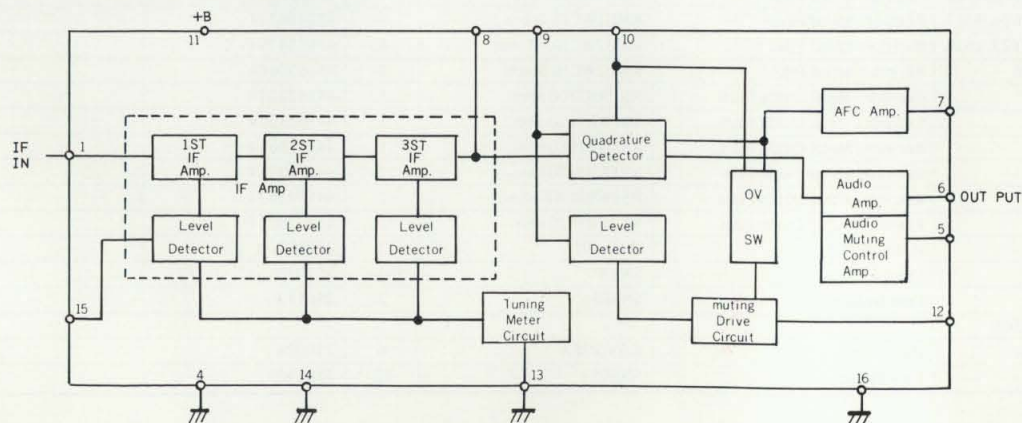 +B
11
8
9
10
7
AFC Amp.
IF
IN
1
1ST
IF
Amp.
2ST
IF
Amp.
3ST
IF
Amp.
IF Amp
Quadrature
Detector
OV
SW
Audio
Amp.
6
OUT PUT
Audio
Muting
Control
Amp.
5
Level
Detector
Level
Detector
Level
Detector
Level
Detector
15
Tuning
Meter
Circuit
muting
Drive
Circuit
12
4
14
13
16